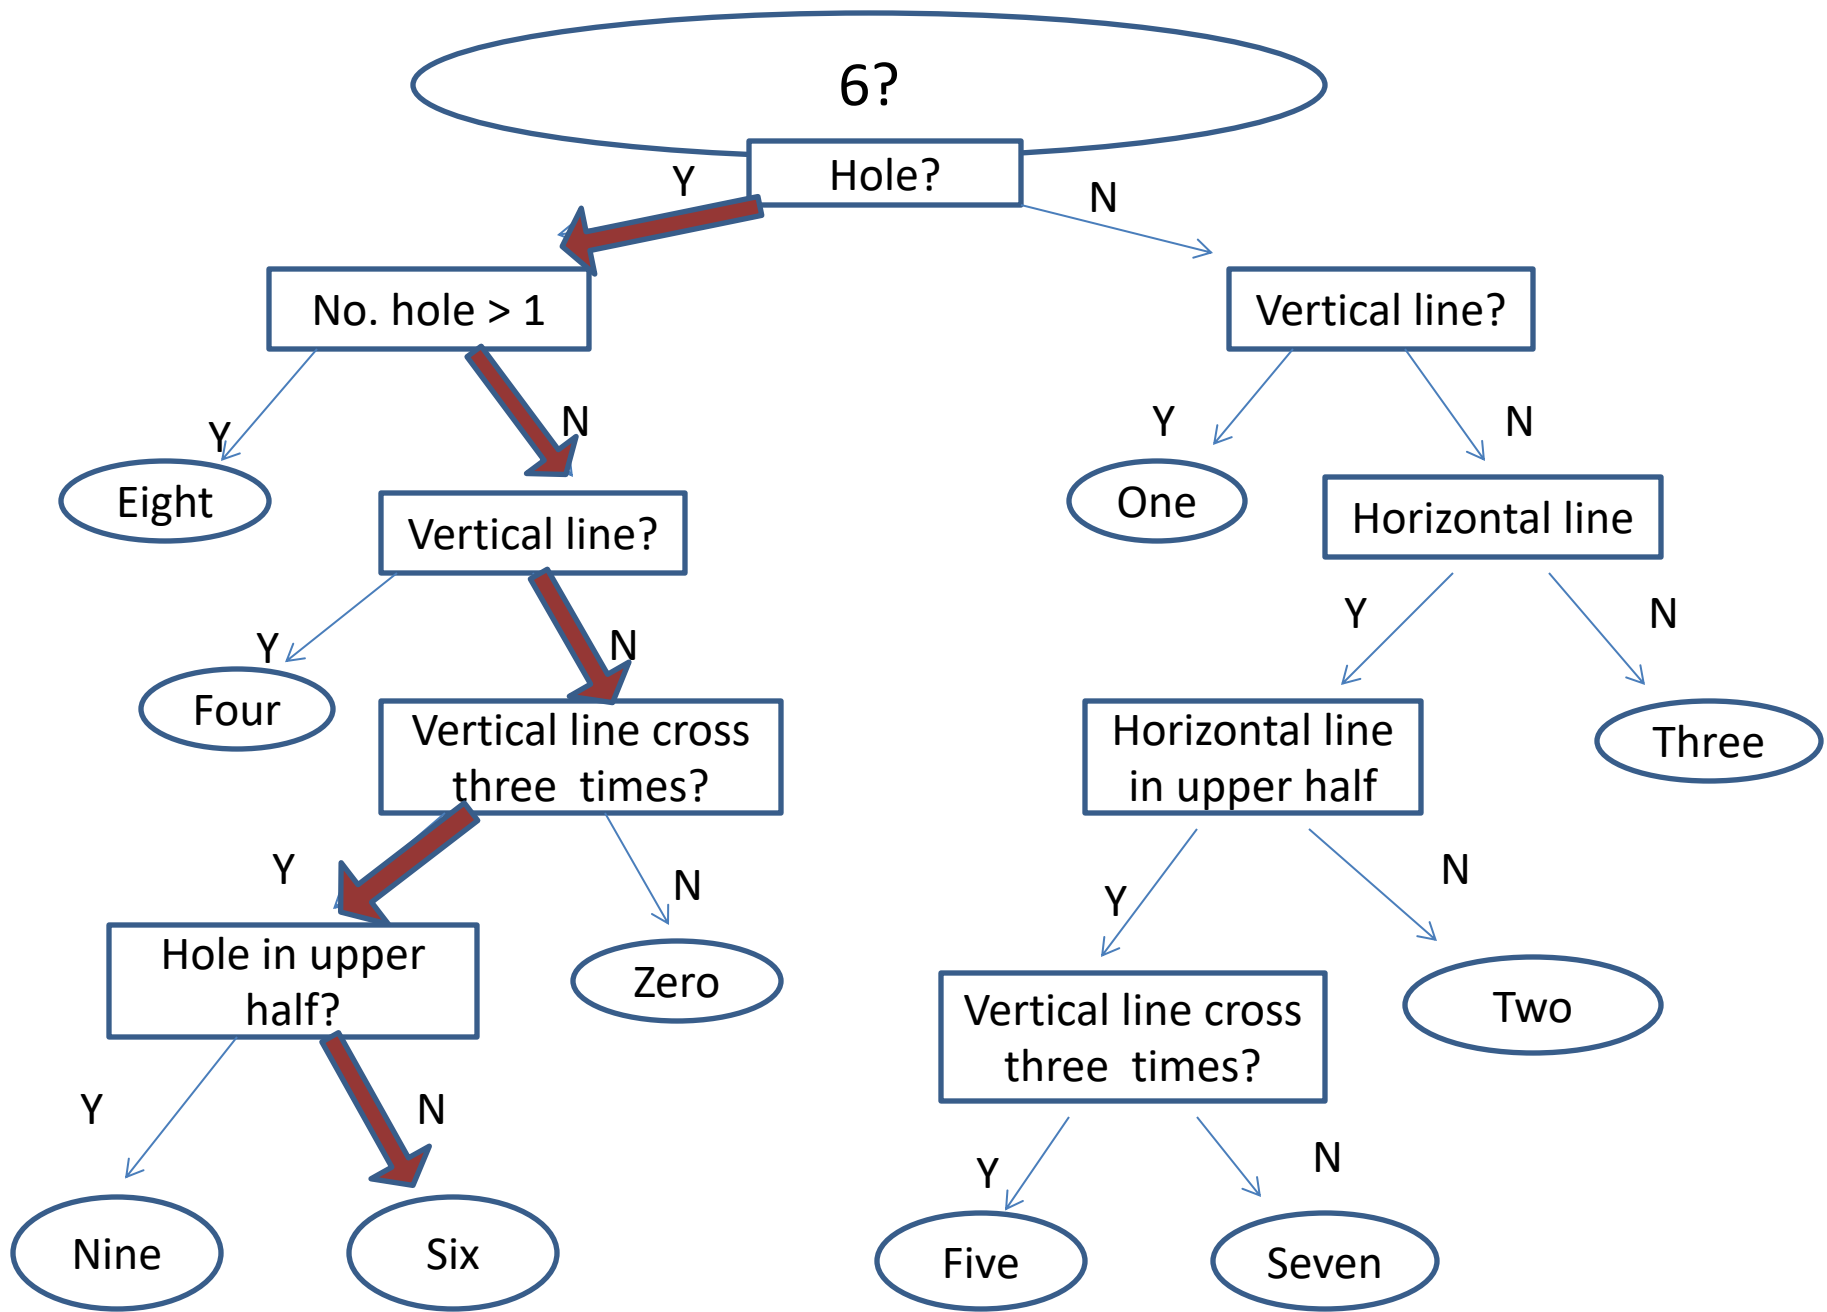 6?
Hole?
Y
N
No. hole > 1
Vertical line?
Y
N
Y
N
Eight
One
Vertical line?
Horizontal line
Y
N
Y
N
Four
Vertical line cross
three times?
Horizontal line
in upper half
Three
Y
N
Y
N
Hole in upper
half?
Zero
Vertical line cross
three times?
Two
Y
N
Y
N
Nine
Six
Five
Seven